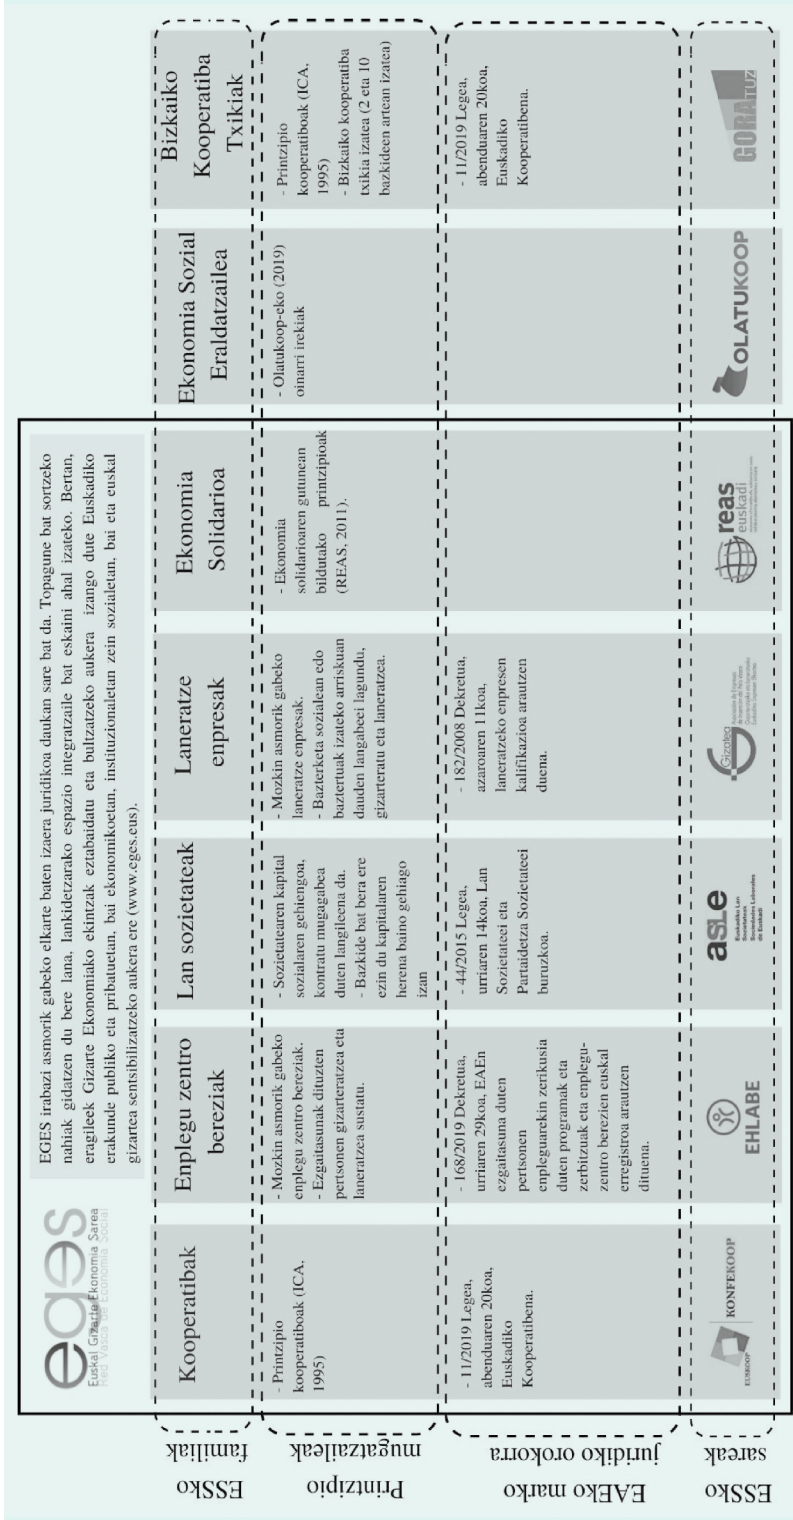 eges
Euskal Gizarte Ekonomia Sarea
Red Vasca de Economía Social
EGES irabazi asmorik gabeko elkarte baten izaera juridikoa daukan sare bat da. Topagune bat sortzeko
nahiak gidatzen du bere lana, lankidetzarako espazio integratzaile bat eskaini ahal izateko. Bertan,
eragileek Gizarte Ekonomiako ekintzak eztabaidatu eta bultzatzeko aukera izango dute Euskadiko
erakunde publiko eta pribatuetan, bai ekonomikoetan, instituzionaletan zein sozialetan, bai eta euskal
gizartea sentsibilizatzeko aukera ere (www.eges.eus).
ESSko
familiak
Kooperatibak
Enplegu zentro
bereziak
Lan sozietateak
Laneratze
enpresak
Ekonomia
Solidarioa
Ekonomia Sozial
Eraldatzailea
Bizkaiko
Kooperatiba
Txikiak
Printzipio
mugatzaileak
- Printzipio
kooperatiboak (ICA,
1995)
- Mozkin asmorik gabeko
enplegu zentro bereziak.
- Ezgaitasunak dituzten
pertsonen gizarteratzea eta
laneratzea sustatu.
- Sozietatearen kapital
sozialaren gehiengoa,
kontratu mugagabea
duten langileena da.
- Bazkide bat bera ere
ezin du kapitalaren
herena baino gehiago
izan
- Mozkin asmorik gabeko
laneratze enpresak.
- Bazterketa sozialean edo
baztertuak izateko arriskuan
dauden langabeei lagundu,
gizarteratu eta laneratzea.
- Ekonomia
solidarioaren gutunean
bildutako printzipioak
(REAS, 2011).
- Olatukoop-eko (2019)
oinarri irekiak
- Printzipio
kooperatiboak (ICA,
1995)
- Bizkaiko kooperatiba
txikia izatea (2 eta 10
bazkideen artean izatea)
EAEko marko
juridiko orokorra
- 11/2019 Legea,
abenduaren 20koa,
Euskadiko
Kooperatibena.
- 168/2019 Dekretua,
urriaren 29koa, EAEn
ezgaitasuna duten
pertsonen
enpleguarekin zerikusia
duten programak eta
zerbitzuak eta enplegu-
zentro berezien euskal
erregistroa arautzen
dituena.
- 44/2015 Legea,
urriaren 14koa, Lan
Sozietateei eta
Partaidetza Sozietateei
buruzkoa.
- 182/2008 Dekretua,
azaroaren 11koa,
laneratzeko enpresen
kalifikazioa arautzen
duena.
- 11/2019 Legea,
abenduaren 20koa,
Euskadiko
Kooperatibena.
ESSko
sareak
EUSKOOP
KONFEKOOP
EHLABE
asle
Euskadiko Lan
Sozietateak
Sociedades Laborales
de Euskadi
Gizatea
reas
euskadi
OLATUKOOP
GORATUZ